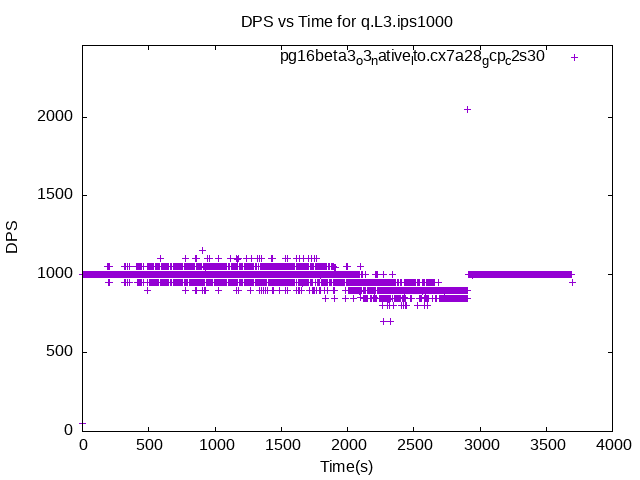 DPS vs Time for q.L3.ips1000
pg16beta3_o3_native_lto.cx7a28_gcp_c2s30
2000
1500
DPS
1000
500
0
0 500 1000 1500 2000 2500 3000 3500 4000
Time(s)